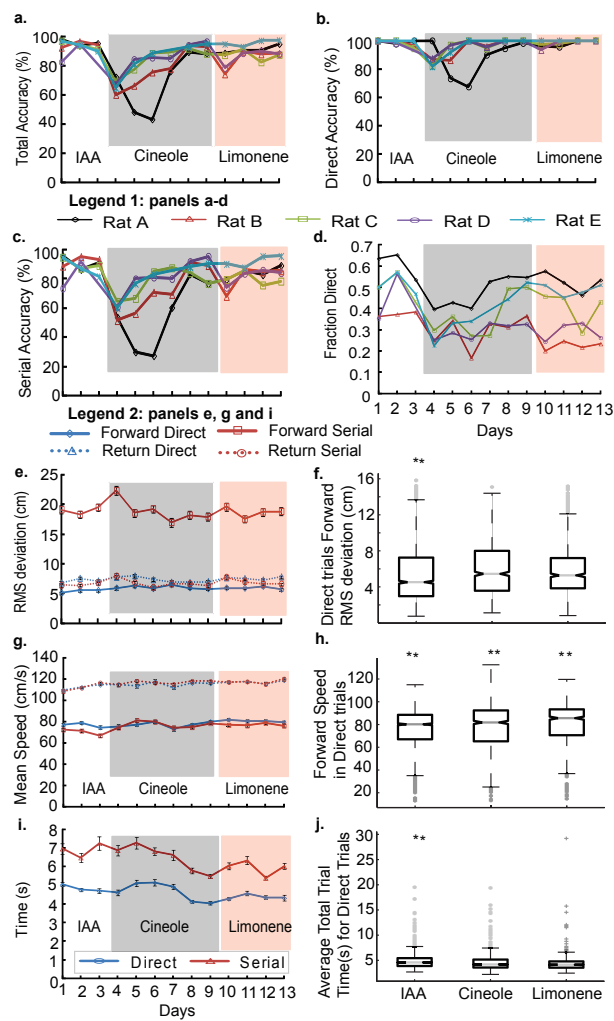 a.
b.
Total Accuracy (%)
100
80
60
40
20
0
IAA
Cineole
Limonene
Direct Accuracy (%)
100
80
60
40
20
0
IAA
Cineole
Limonene
Legend 1: panels a-d
Rat A
Rat B
Rat C
Rat D
Rat E
c.
d.
Serial Accuracy (%)
100
80
60
40
20
0
Fraction Direct
0.7
0.6
0.5
0.4
0.3
0.2
0.1
0
1 2 3 4 5 6 7 8 9 10 11 12 13
Days
Legend 2: panels e, g and i
Forward Direct
Forward Serial
Return Direct
Return Serial
e.
f.
RMS deviation (cm)
25
20
15
10
5
0
Direct trials Forward
RMS deviation (cm)
16
12
8
4
**
g.
h.
Mean Speed (cm/s)
140
120
100
80
60
40
20
0
IAA
Cineole
Limonene
Forward Speed
in Direct trials
120
80
40
0
** ** **
i.
j.
Time(s)
8
7
6
5
4
3
2
1
0
IAA
Cineole
Limonene
Direct
Serial
1 2 3 4 5 6 7 8 9 10 11 12 13
Days
Average Total Trial
Time(s) for Direct Trials
30
25
20
15
10
5
**
IAA
Cineole
Limonene